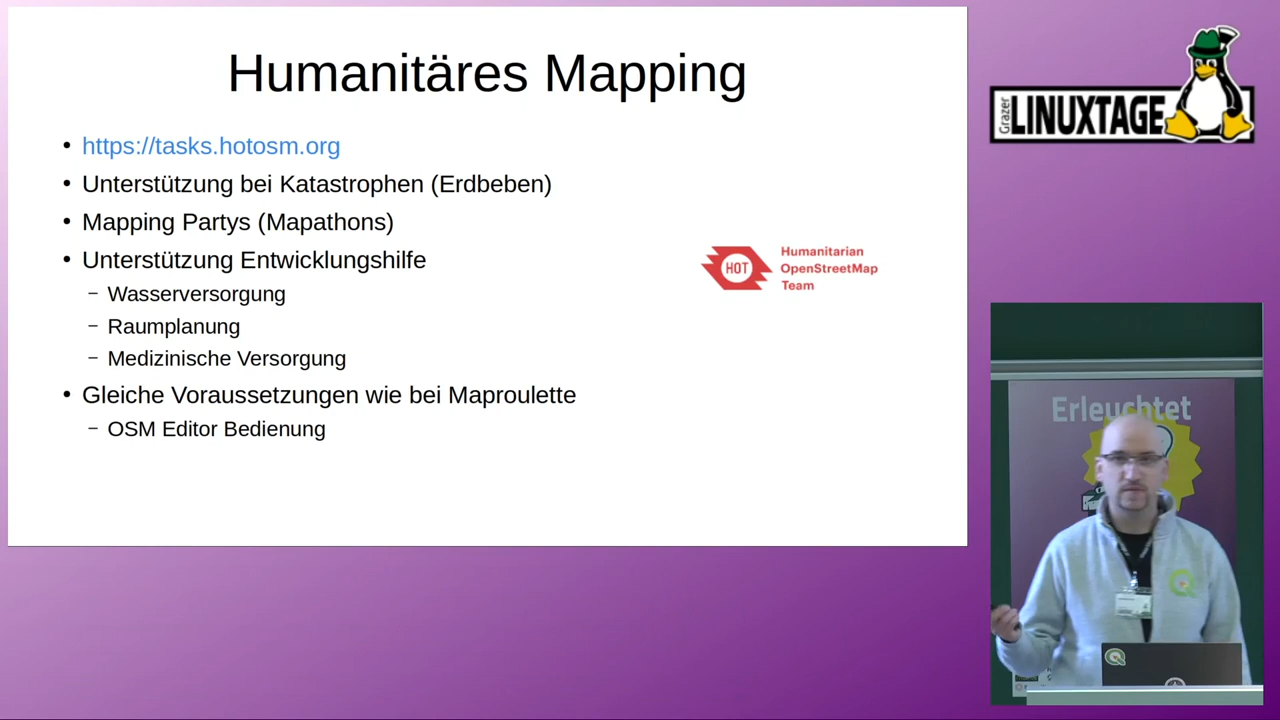 Humanitäres Mapping
https://tasks.hotosm.org
Unterstützung bei Katastrophen (Erdbeben)
Mapping Partys (Mapathons)
Unterstützung Entwicklungshilfe
Wasserversorgung
Raumplanung
Medizinische Versorgung
Gleiche Voraussetzungen wie bei Maproulette
OSM Editor Bedienung
HOT
Humanitarian
OpenStreetMap
Team
Grazer
LINUXTAGE
Erleuchtet